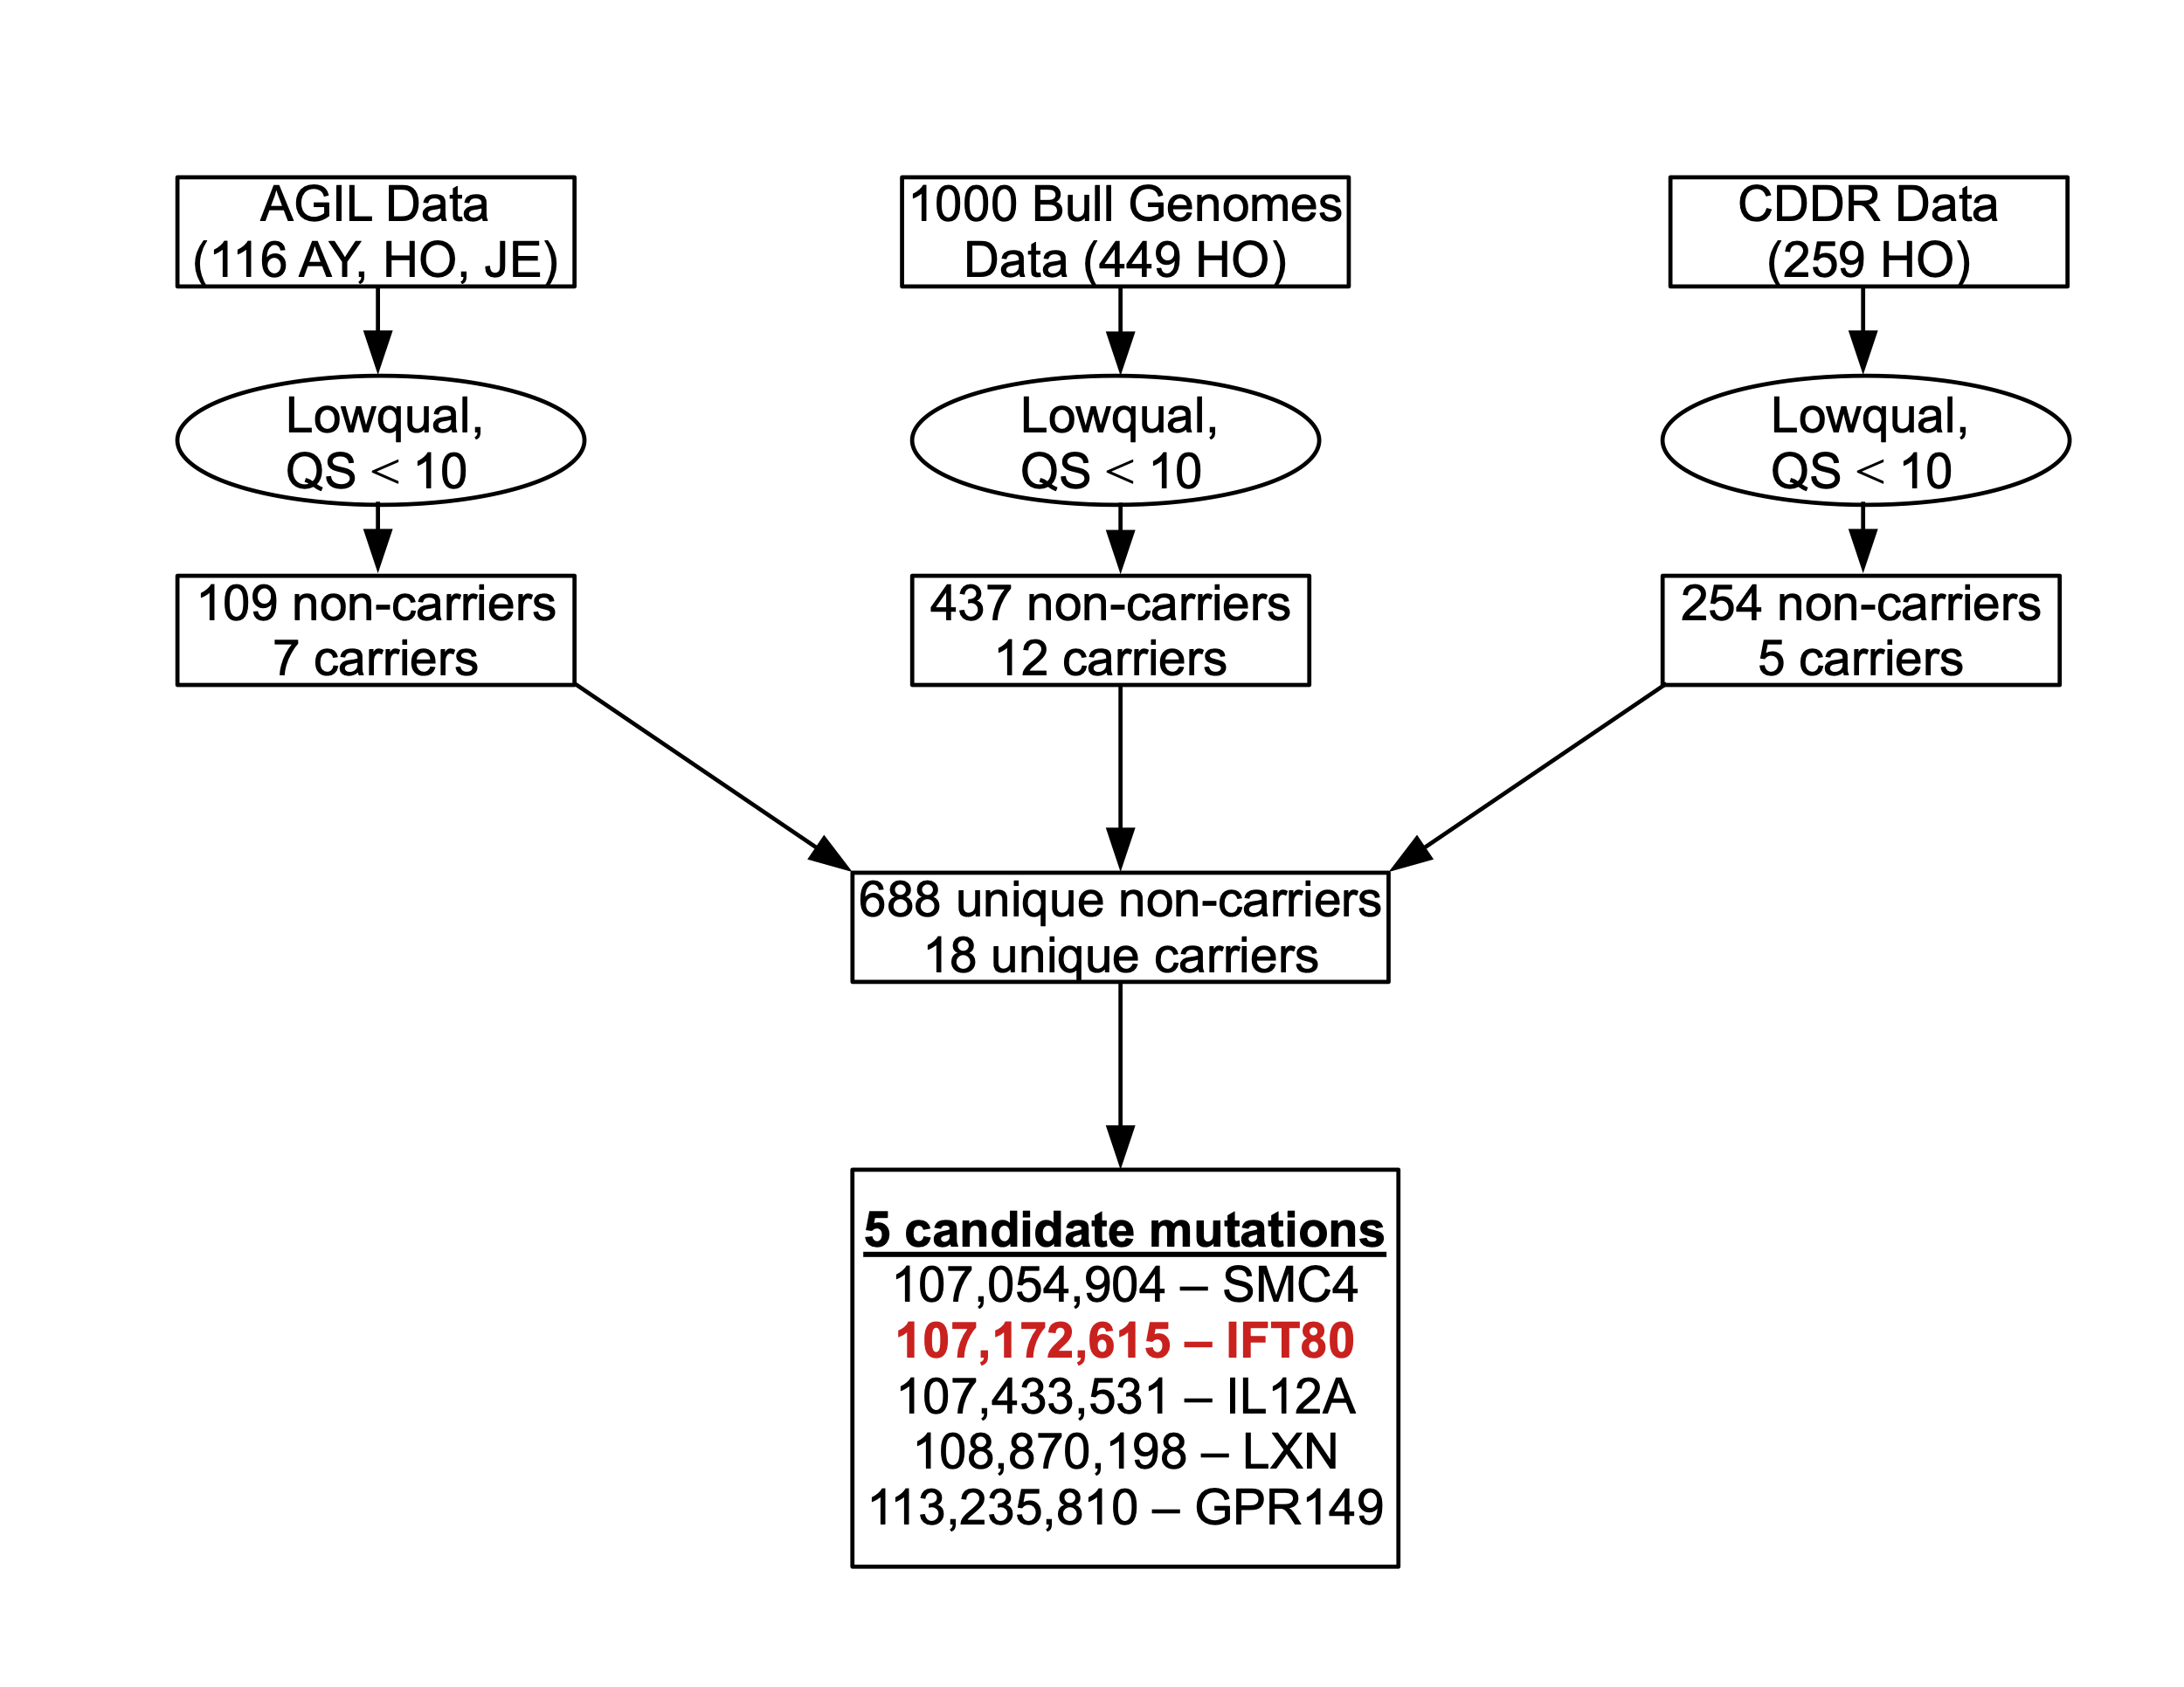 AGIL Data
(116 AY, HO, JE)
1000 Bull Genomes
Data (449 HO)
CDDR Data
(259 HO)
Lowqual,
QS < 10
Lowqual,
QS < 10
Lowqual,
QS < 10
109 non-carriers
7 carriers
437 non-carriers
12 carriers
254 non-carriers
5 carriers
688 unique non-carriers
18 unique carriers
5 candidate mutations
107,054,904 – SMC4
107,172,615 – IFT80
107,433,531 – IL12A
108,870,198 – LXN
113,235,810 – GPR149